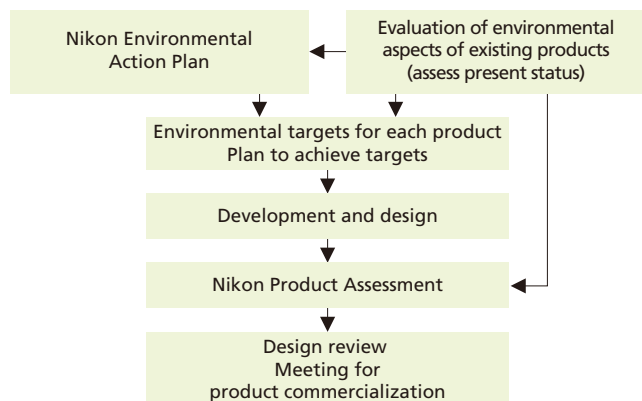 Nikon Environmental
Action Plan
Evaluation of environmental
aspects of existing products
(assess present status)
Environmental targets for each product
Plan to achieve targets
Development and design
Nikon Product Assessment
Design review
Meeting for
product commercialization